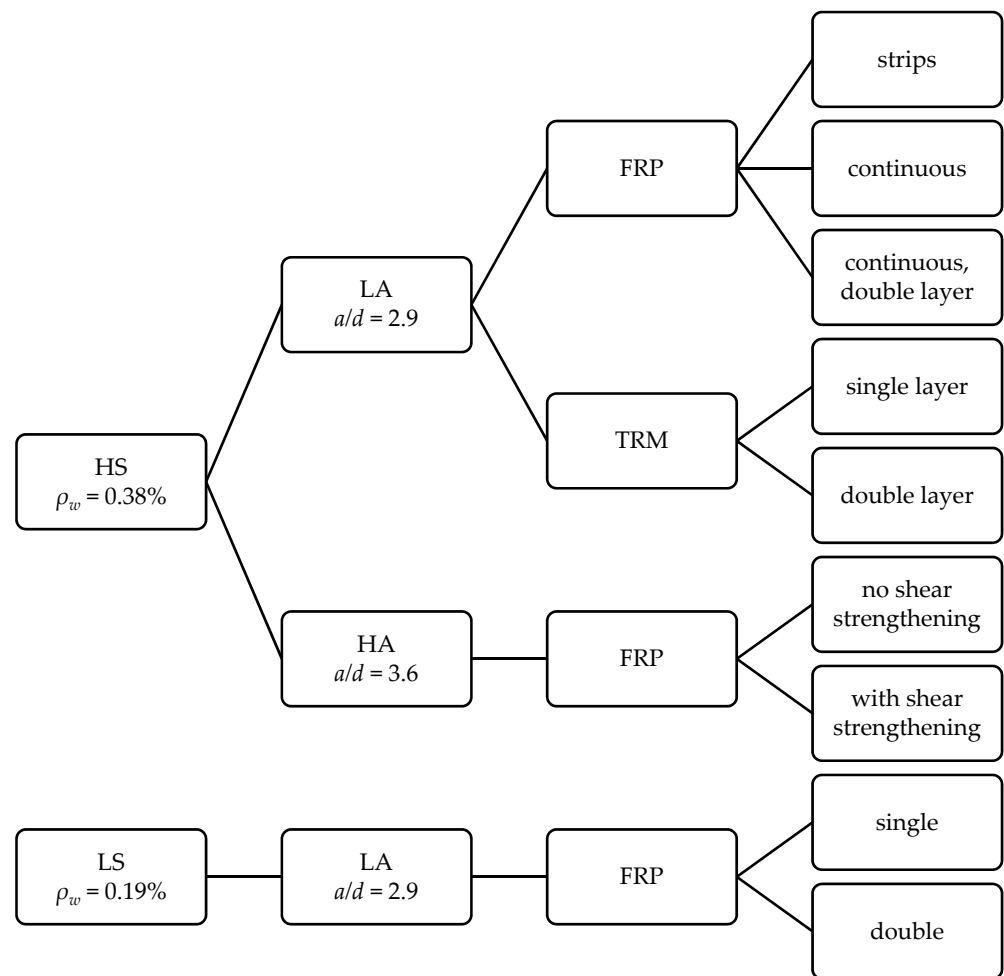 strips
FRP
continuous
continuous,
double layer
LA
a/d = 2.9
single layer
TRM
double layer
HS
ρw = 0.38%
no shear
strengthening
HA
a/d = 3.6
FRP
with shear
strengthening
single
LS
ρw = 0.19%
LA
a/d = 2.9
FRP
double